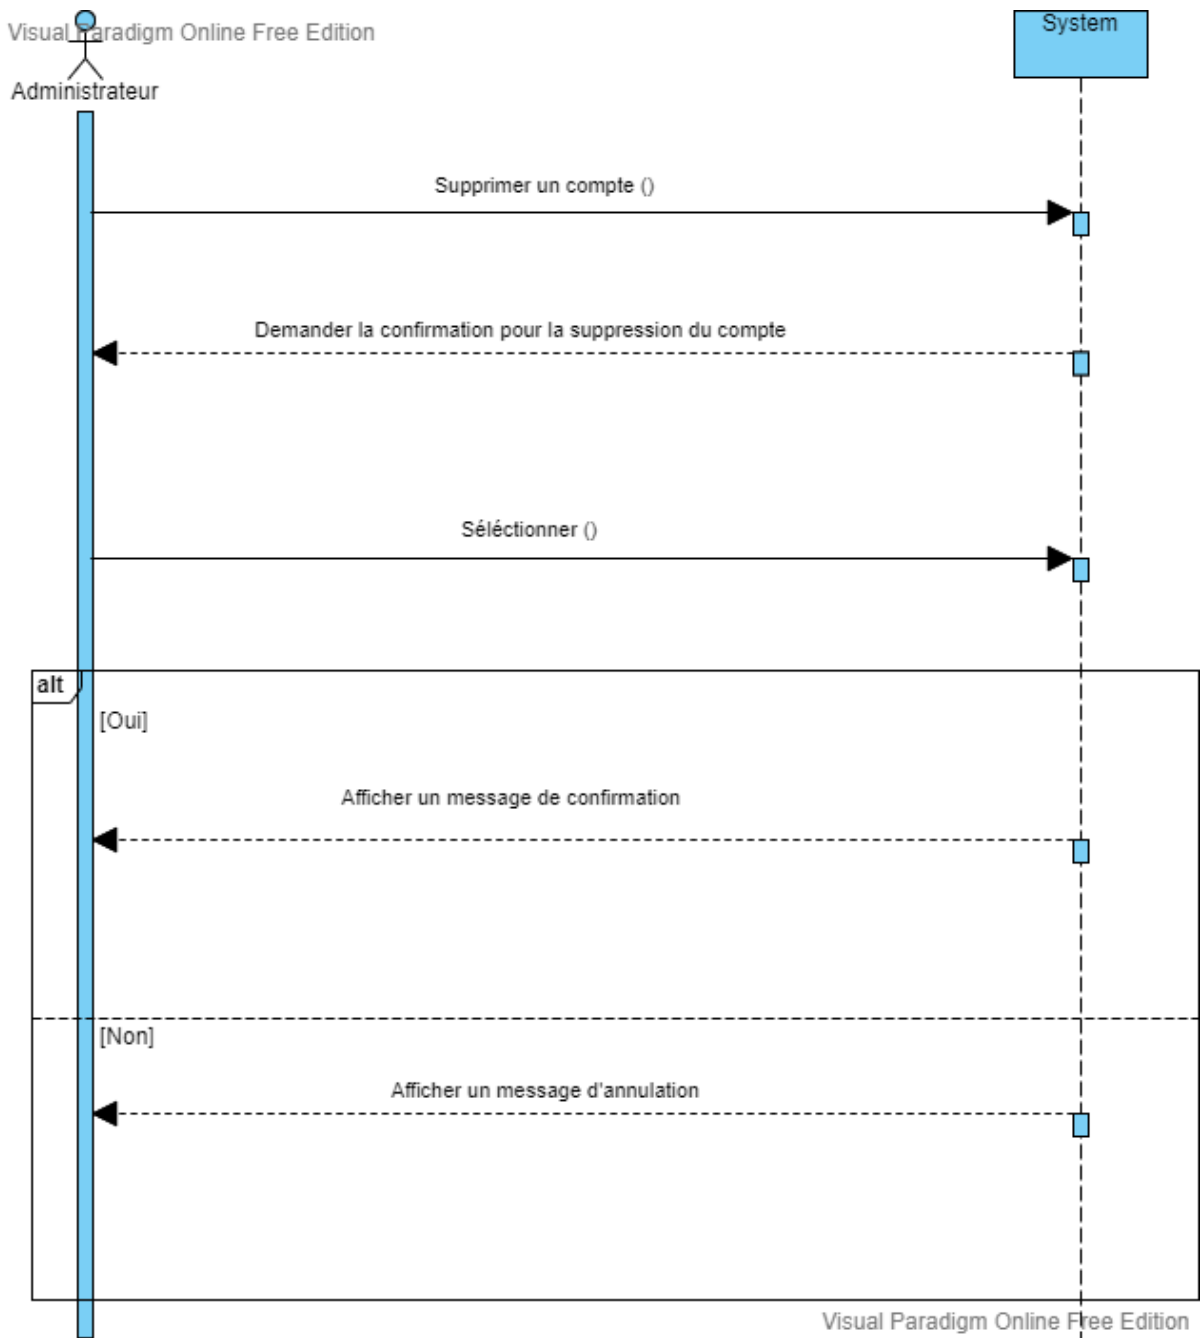 Visual Paradigm Online Free Edition
System
Administrateur
Supprimer un compte ()
Demander la confirmation pour la suppression du compte
Séléctionner ()
alt
[Oui]
Afficher un message de confirmation
[Non]
Afficher un message d'annulation
Visual Paradigm Online Free Edition